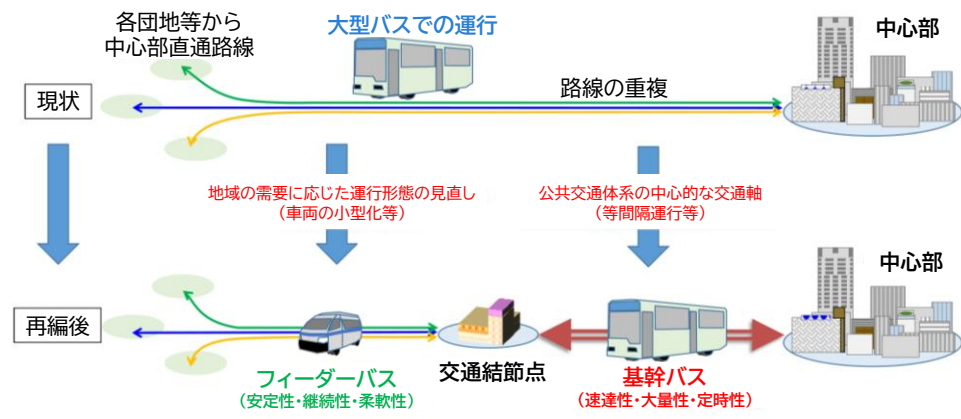 各団地等から
中心部直通路線
大型バスでの運行
中心部
現状
路線の重複
地域の需要に応じた運行形態の見直し
（車両の小型化等）
公共交通体系の中心的な交通軸
（等間隔運行等）
中心部
再編後
フィーダーバス
（安定性・継続性・柔軟性）
交通結節点
基幹バス
（速達性・大量性・定時性）